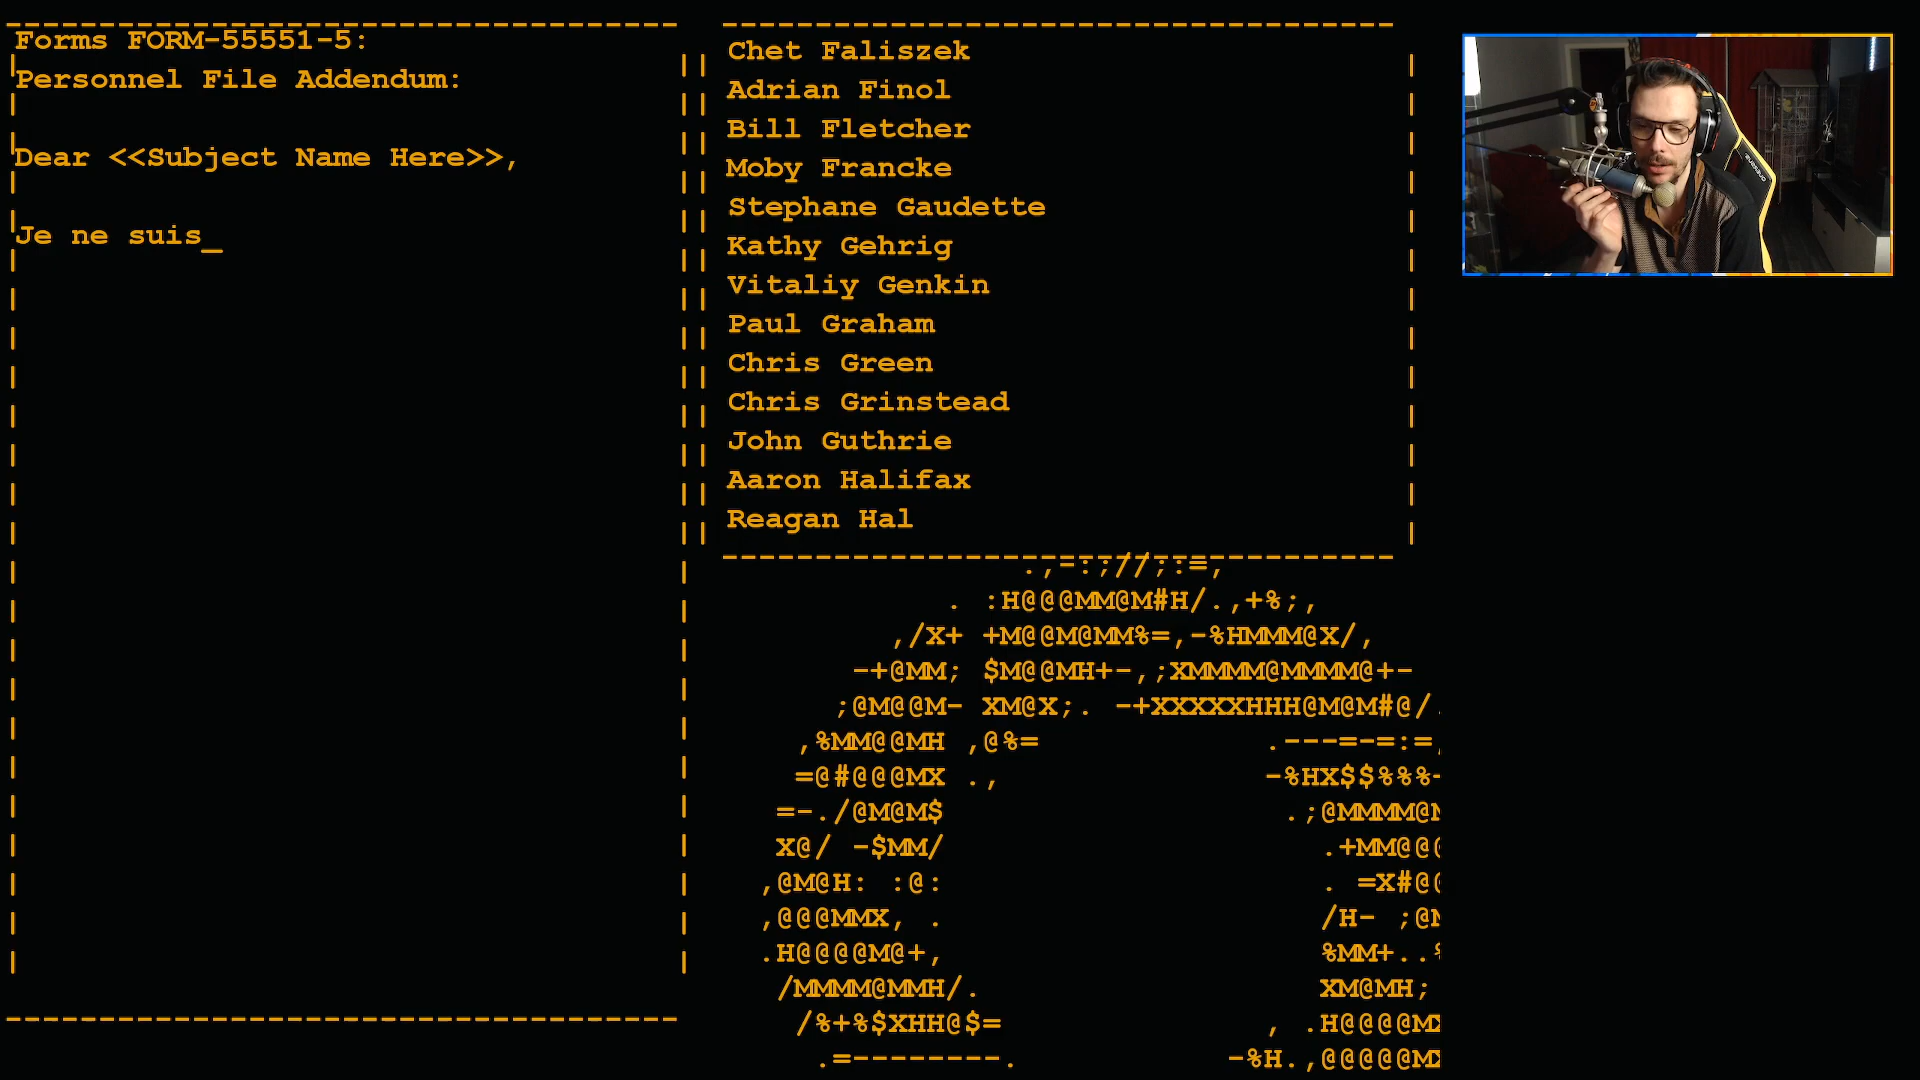 Forms FORM-55551-5:
Personnel File Addendum:
Dear <<Subject Name Here>>,
Je ne suis_
Chet Faliszek
Adrian Finol
Bill Fletcher
Moby Francke
Stephane Gaudette
Kathy Gehrig
Vitaliy Genkin
Paul Graham
Chris Green
Chris Grinstead
John Guthrie
Aaron Halifax
Reagan Hal